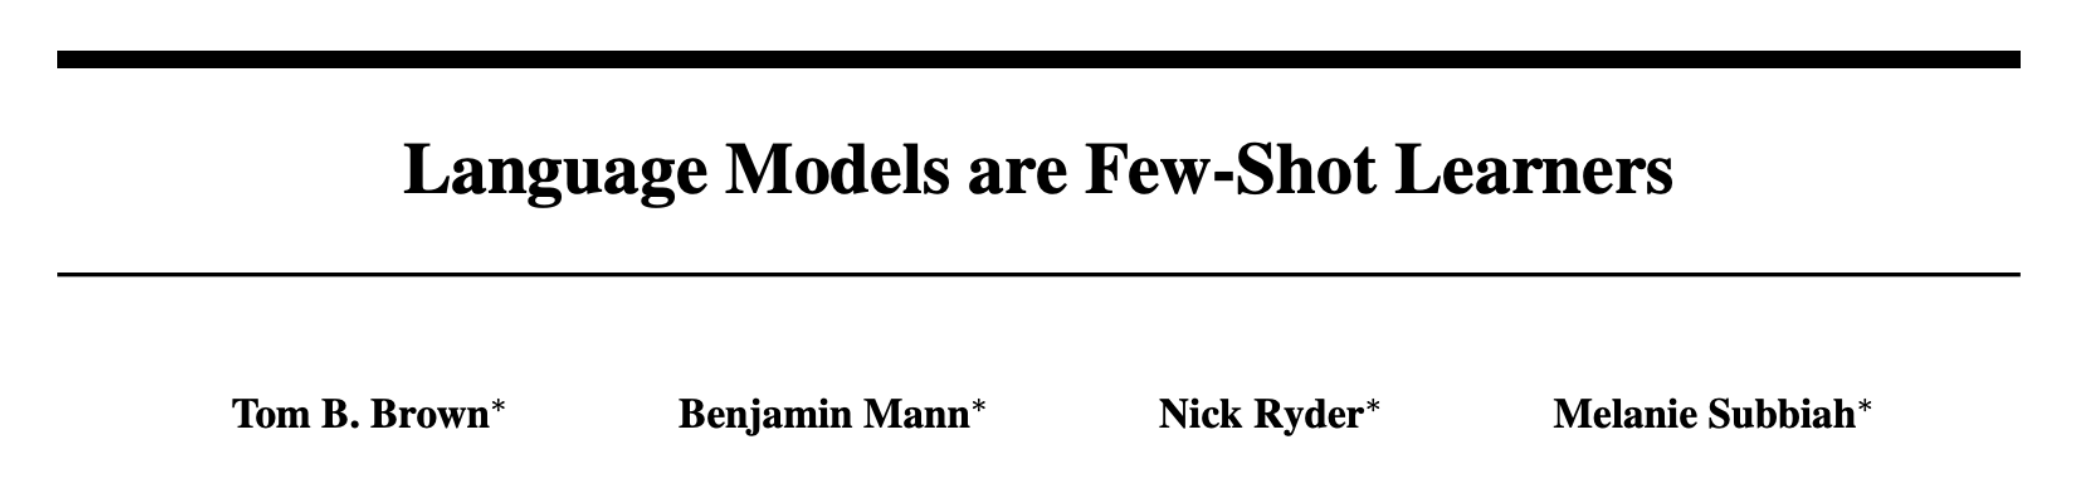 Language Models are Few-Shot Learners
Tom B. Brown* Benjamin Mann* Nick Ryder* Melanie Subbiah*